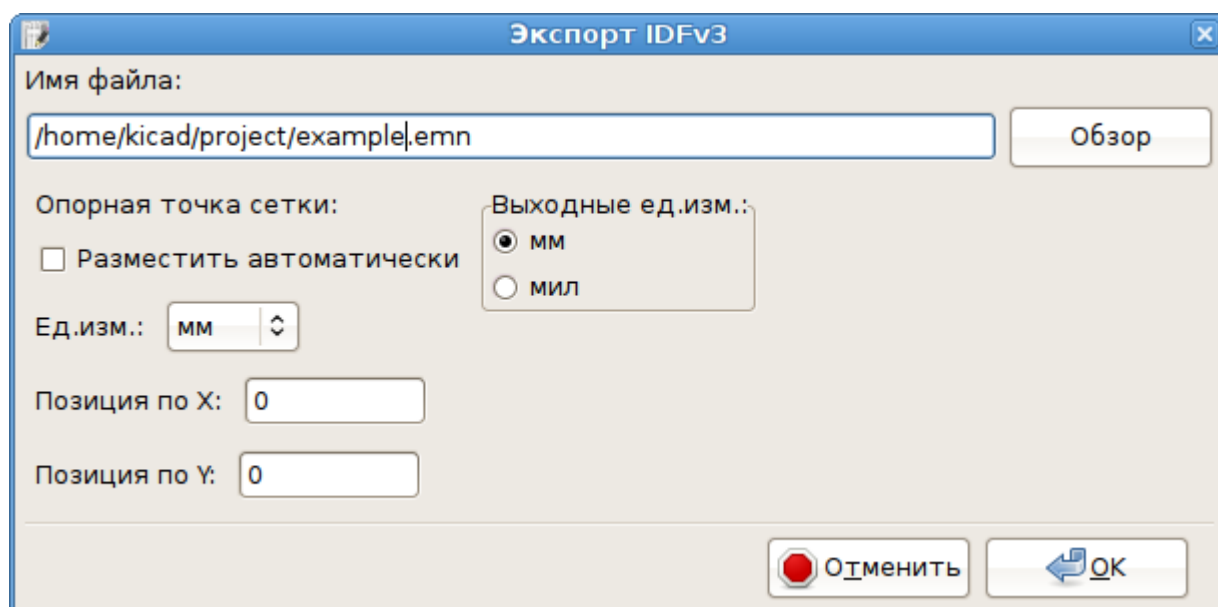 Экспорт IDFv3
Имя файла:
/home/kicad/project/example.emn
Обзор
Опорная точка сетки:
Выходные ед.изм.:
Разместить автоматически
мм
мил
Ед.изм.: мм
Позиция по X: 0
Позиция по Y: 0
Отменить
OK